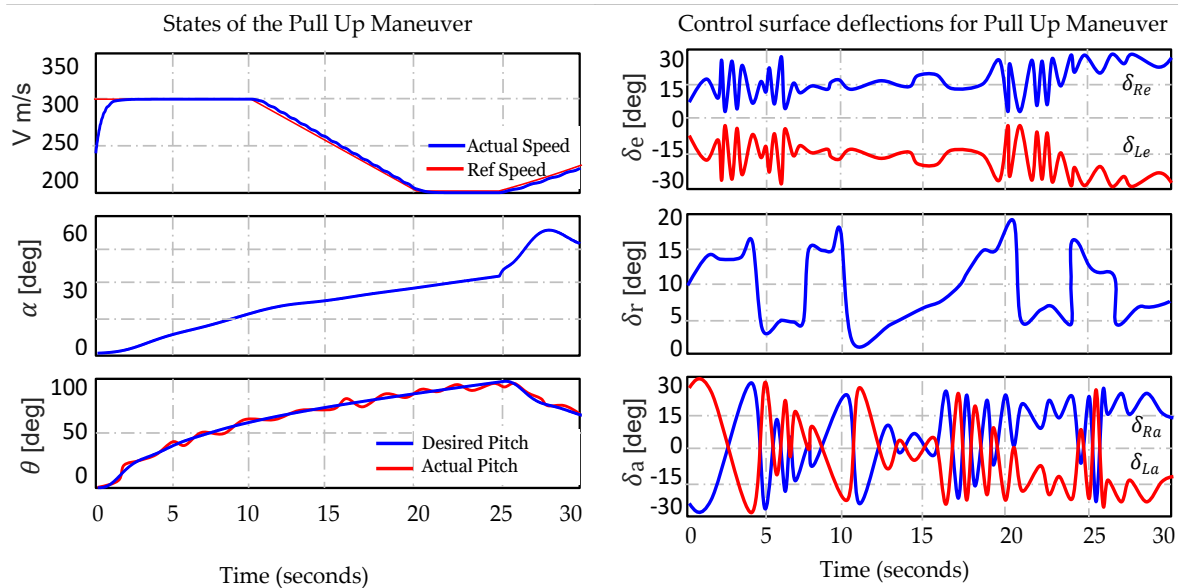 States of the Pull Up Maneuver
V m/s
350
300
250
200
Actual Speed
Ref Speed
α [deg]
60
30
0
θ [deg]
100
50
0
Desired Pitch
Actual Pitch
0 5 10 15 20 25 30
Time (seconds)
Control surface deflections for Pull Up Maneuver
δe [deg]
30
15
0
-15
-30
δRe
δLe
δr [deg]
20
15
10
5
0
δa [deg]
30
15
0
-15
-30
δRa
δLa
0 5 10 15 20 25 30
Time (seconds)